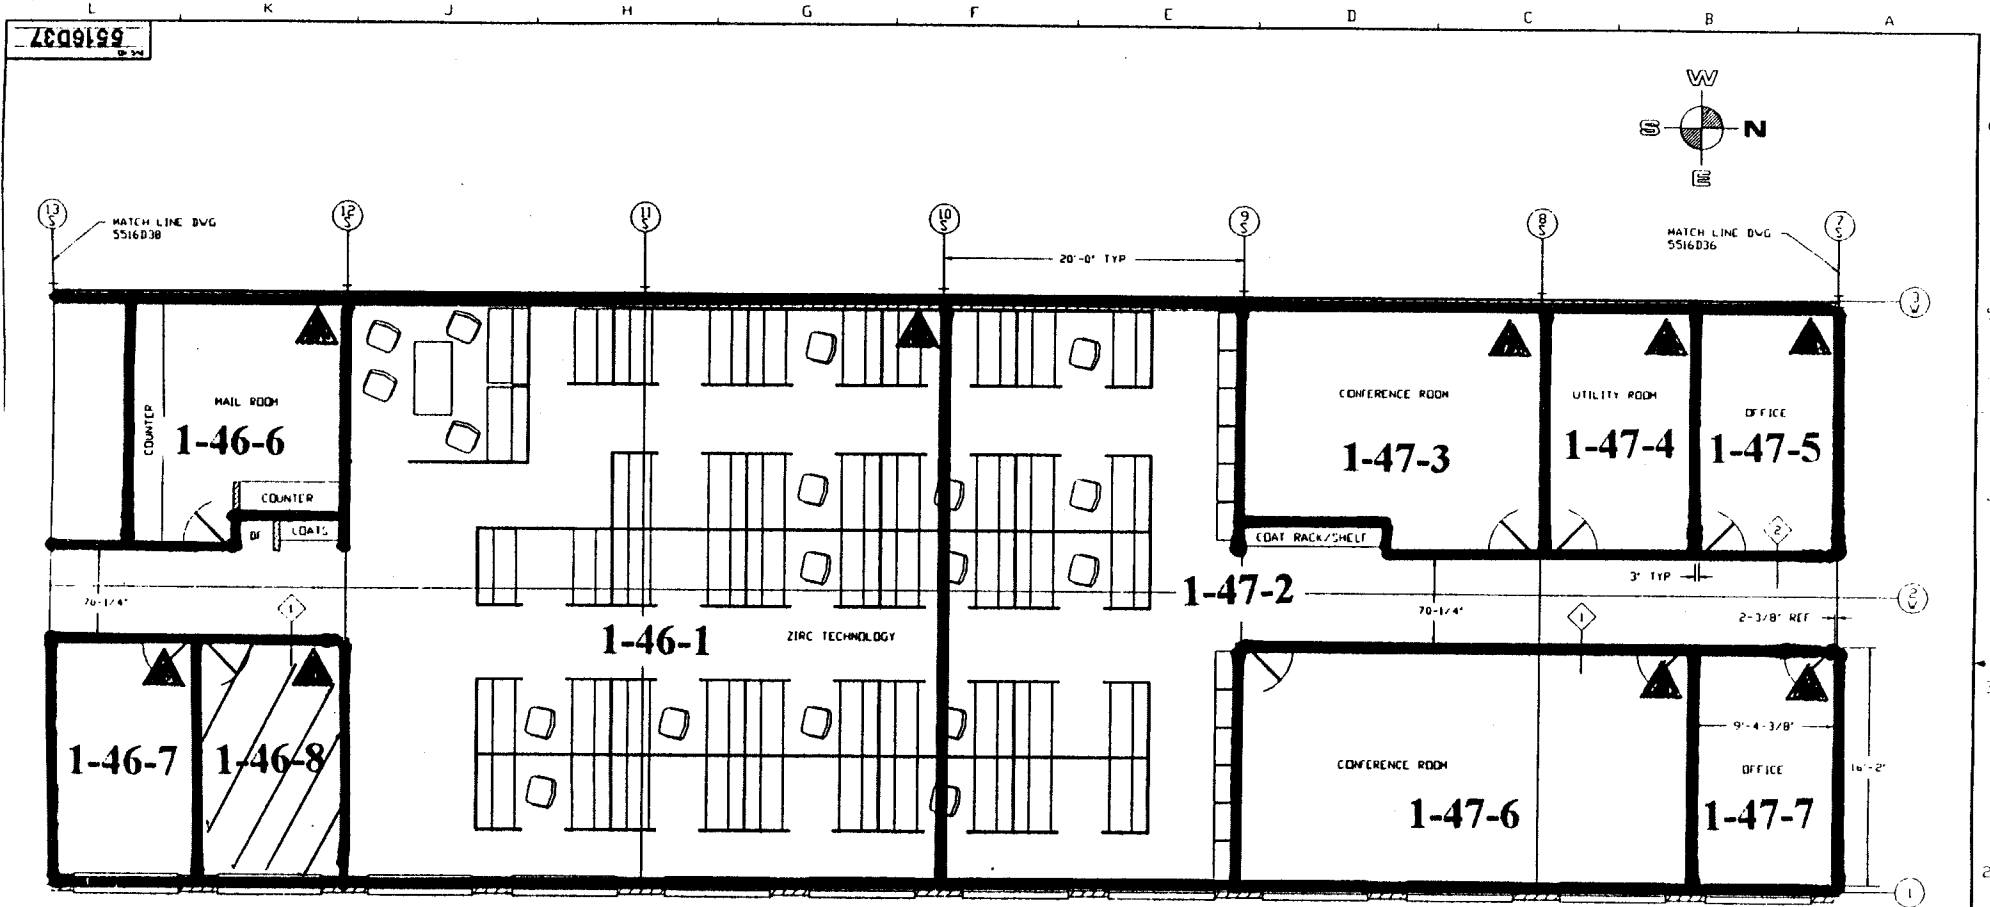 L K J H G F E D C B A
5516D37
W
S N
E
13 S
12 S
11 S
10 S
9 S
8 S
7 S
MATCH LINE DWG
5516D38
MATCH LINE DWG
5516D36
20'-0" TYP
3 W
MAIL ROOM
COUNTER
1-46-6
COUNTER
DF
COATS
CONFERENCE ROOM
1-47-3
UTILITY ROOM
1-47-4
OFFICE
1-47-5
COAT RACK/SHELF
2
3" TYP
1-47-2
2 W
70-1/4"
1
70-1/4"
1
2-3/8" REF
1-46-1
ZIRC TECHNOLOGY
1-46-7
1-46-8
CONFERENCE ROOM
1-47-6
9'-4-3/8"
OFFICE
1-47-7
16'-2"
3
2
1